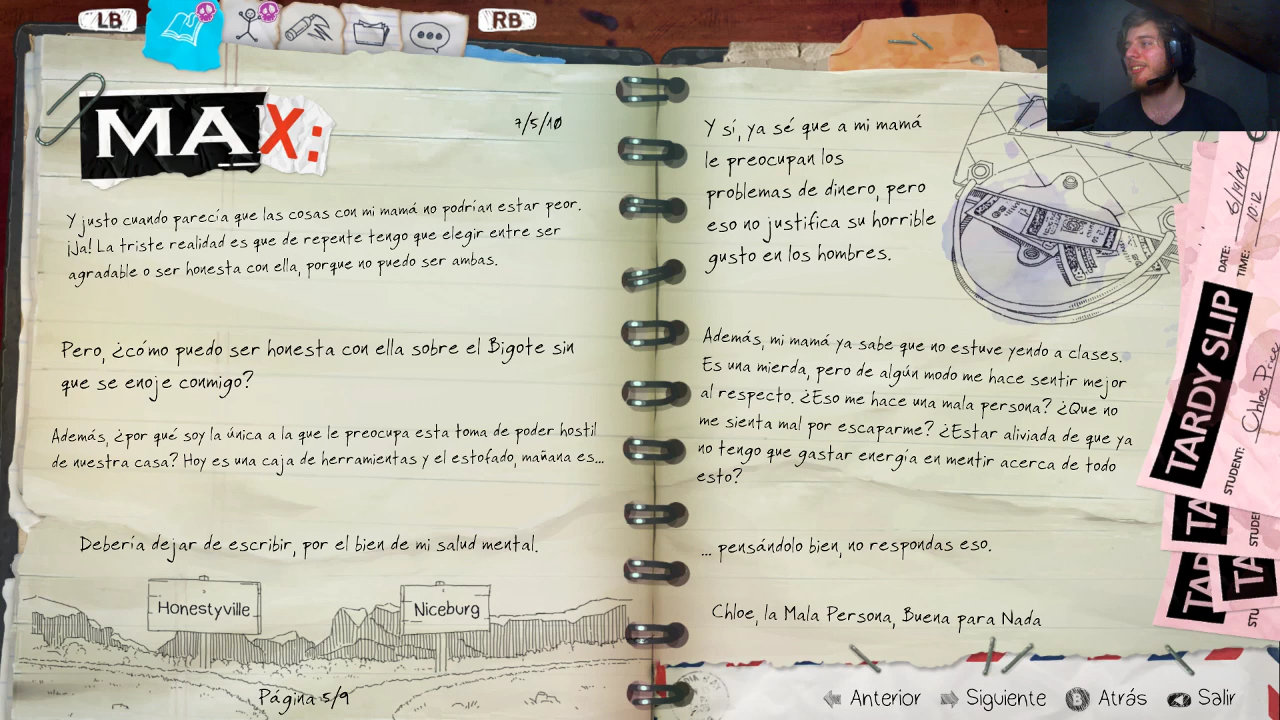 LB
RB
MAX:
7/5/10
Y justo cuando parecía que las cosas con mi mamá no podrían estar peor.
¡Ja! La triste realidad es que de repente tengo que elegir entre ser
agradable o ser honesta con ella, porque no puedo ser ambas.
Pero, ¿cómo puedo ser honesta con ella sobre el Bigote sin
que se enoje conmigo?
Además, ¿por qué soy la única a la que le preocupa esta toma de poder hostil
de nuestra casa? Hoy es una caja de herramientas y el estofado, mañana es...
Debería dejar de escribir, por el bien de mi salud mental.
Honestyville
Niceburg
Página 5/9
Y sí, ya sé que a mi mamá
le preocupan los
problemas de dinero, pero
eso no justifica su horrible
gusto en los hombres.
Además, mi mamá ya sabe que no estuve yendo a clases.
Es una mierda, pero de algún modo me hace sentir mejor
al respecto. ¿Eso me hace una mala persona? ¿Que no
me sienta mal por escaparme? ¿Estar aliviada de que ya
no tengo que gastar energía en mentir acerca de todo
esto?
... pensándolo bien, no respondas eso.
Chloe, la Mala Persona, Buena para Nada
TARDY SLIP
DATE:
TIME: 10:12
STUDENT: Chloe Price
Anterior
Siguiente
B Atrás
Salir